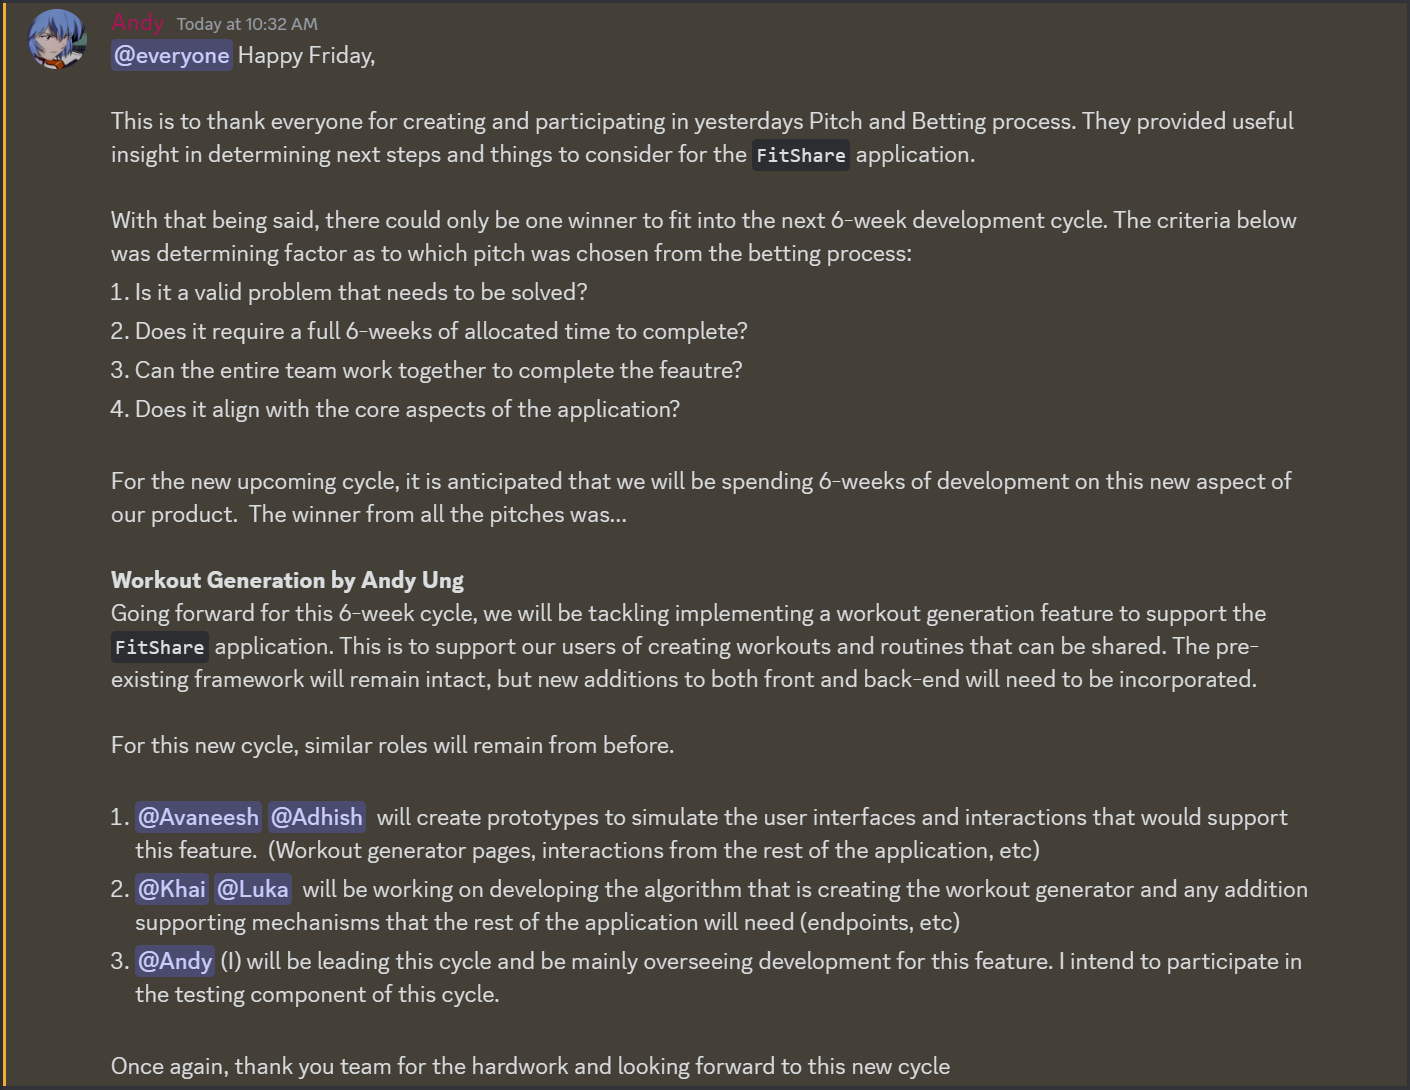 Andy Today at 10:32 AM
@everyone Happy Friday,
This is to thank everyone for creating and participating in yesterdays Pitch and Betting process. They provided useful
insight in determining next steps and things to consider for the FitShare application.
With that being said, there could only be one winner to fit into the next 6-week development cycle. The criteria below
was determining factor as to which pitch was chosen from the betting process:
1. Is it a valid problem that needs to be solved?
2. Does it require a full 6-weeks of allocated time to complete?
3. Can the entire team work together to complete the feautre?
4. Does it align with the core aspects of the application?
For the new upcoming cycle, it is anticipated that we will be spending 6-weeks of development on this new aspect of
our product.  The winner from all the pitches was...
Workout Generation by Andy Ung
Going forward for this 6-week cycle, we will be tackling implementing a workout generation feature to support the
FitShare application. This is to support our users of creating workouts and routines that can be shared. The pre-
existing framework will remain intact, but new additions to both front and back-end will need to be incorporated.
For this new cycle, similar roles will remain from before.
1. @Avaneesh @Adhish  will create prototypes to simulate the user interfaces and interactions that would support
this feature.  (Workout generator pages, interactions from the rest of the application, etc)
2. @Khai @Luka  will be working on developing the algorithm that is creating the workout generator and any addition
supporting mechanisms that the rest of the application will need (endpoints, etc)
3. @Andy (I) will be leading this cycle and be mainly overseeing development for this feature. I intend to participate in
the testing component of this cycle.
Once again, thank you team for the hardwork and looking forward to this new cycle